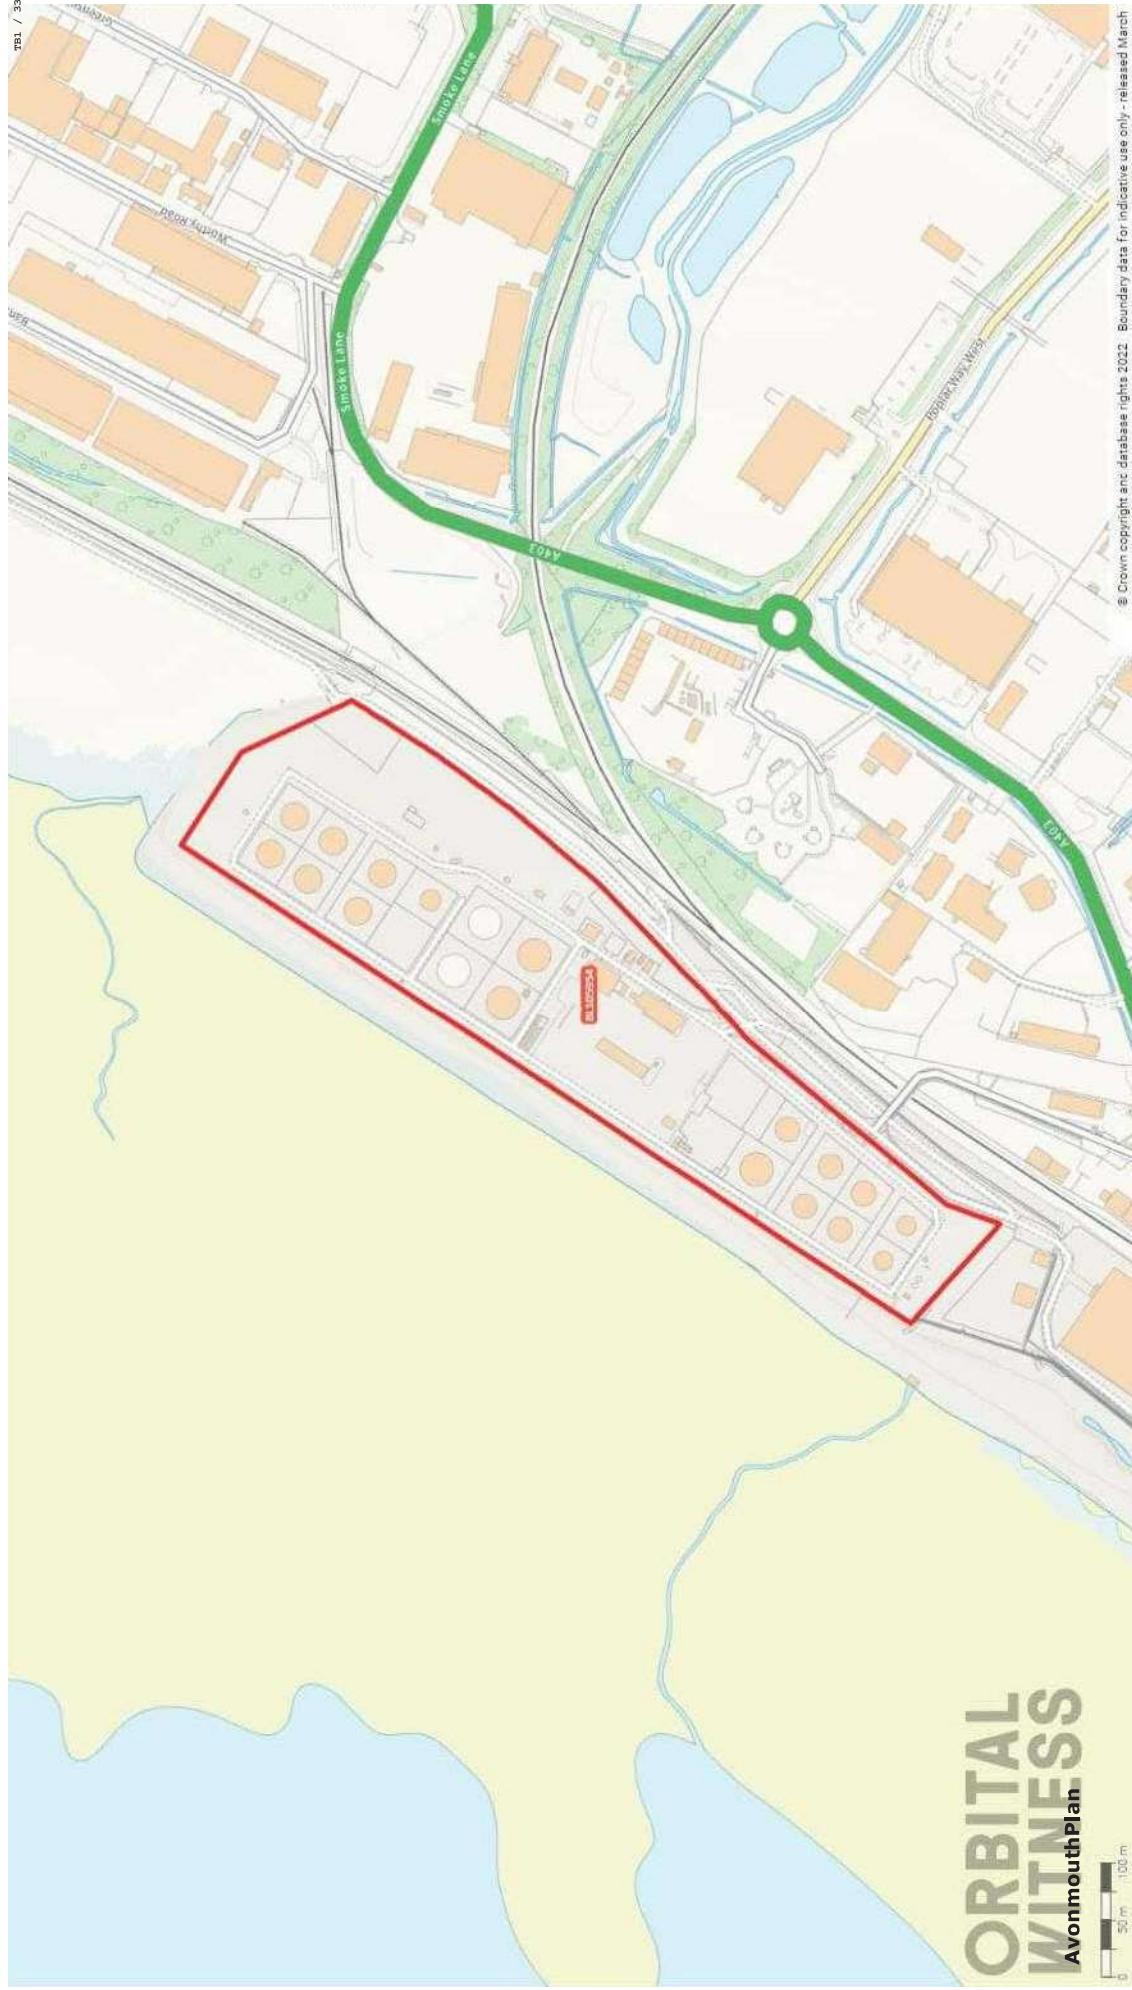 TB1 / 33
Smoke Lane
Worthy Road
Smoke Lane
A403
Poplar Way West
A403
BL105954
ORBITAL
WITNESS
AvonmouthPlan
0 50 m 100 m
© Crown copyright and database rights 2022 Boundary data for indicative use only - released March